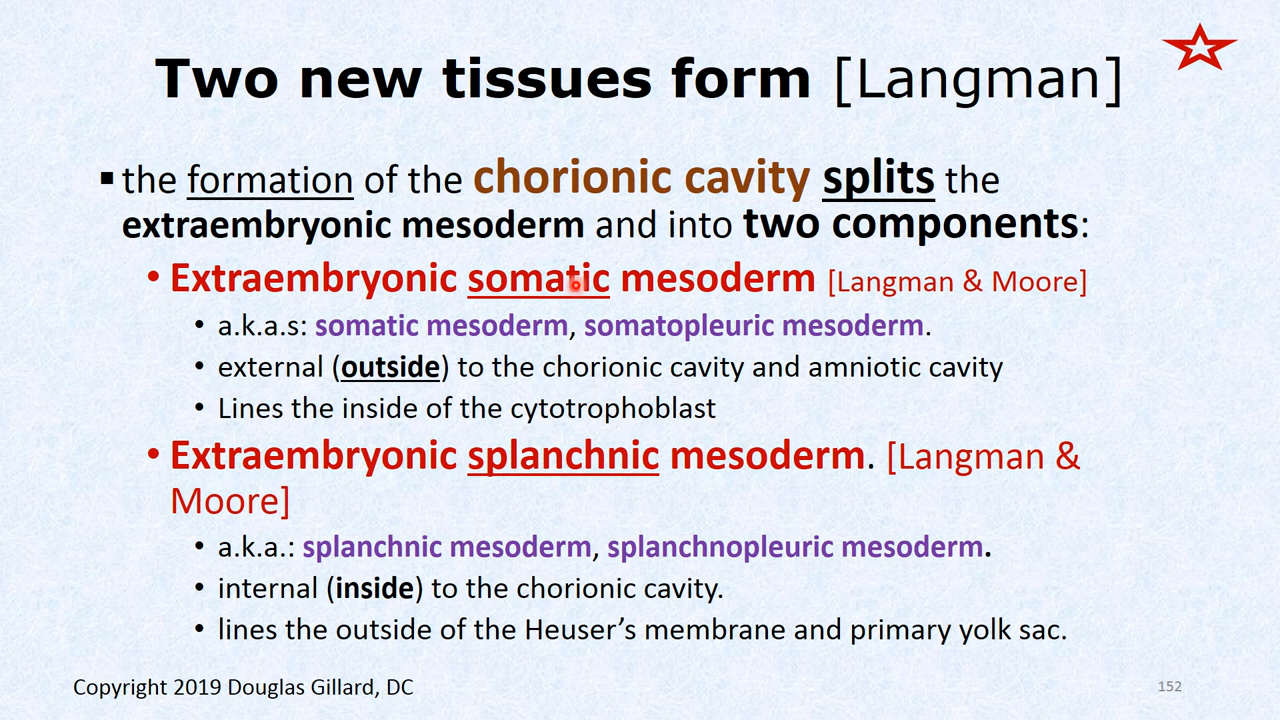 Two new tissues form [Langman]
▪ the formation of the chorionic cavity splits the
extraembryonic mesoderm and into two components:
• Extraembryonic somatic mesoderm [Langman & Moore]
• a.k.a.s: somatic mesoderm, somatopleuric mesoderm.
• external (outside) to the chorionic cavity and amniotic cavity
• Lines the inside of the cytotrophoblast
• Extraembryonic splanchnic mesoderm. [Langman &
Moore]
• a.k.a.: splanchnic mesoderm, splanchnopleuric mesoderm.
• internal (inside) to the chorionic cavity.
• lines the outside of the Heuser’s membrane and primary yolk sac.
Copyright 2019 Douglas Gillard, DC
152